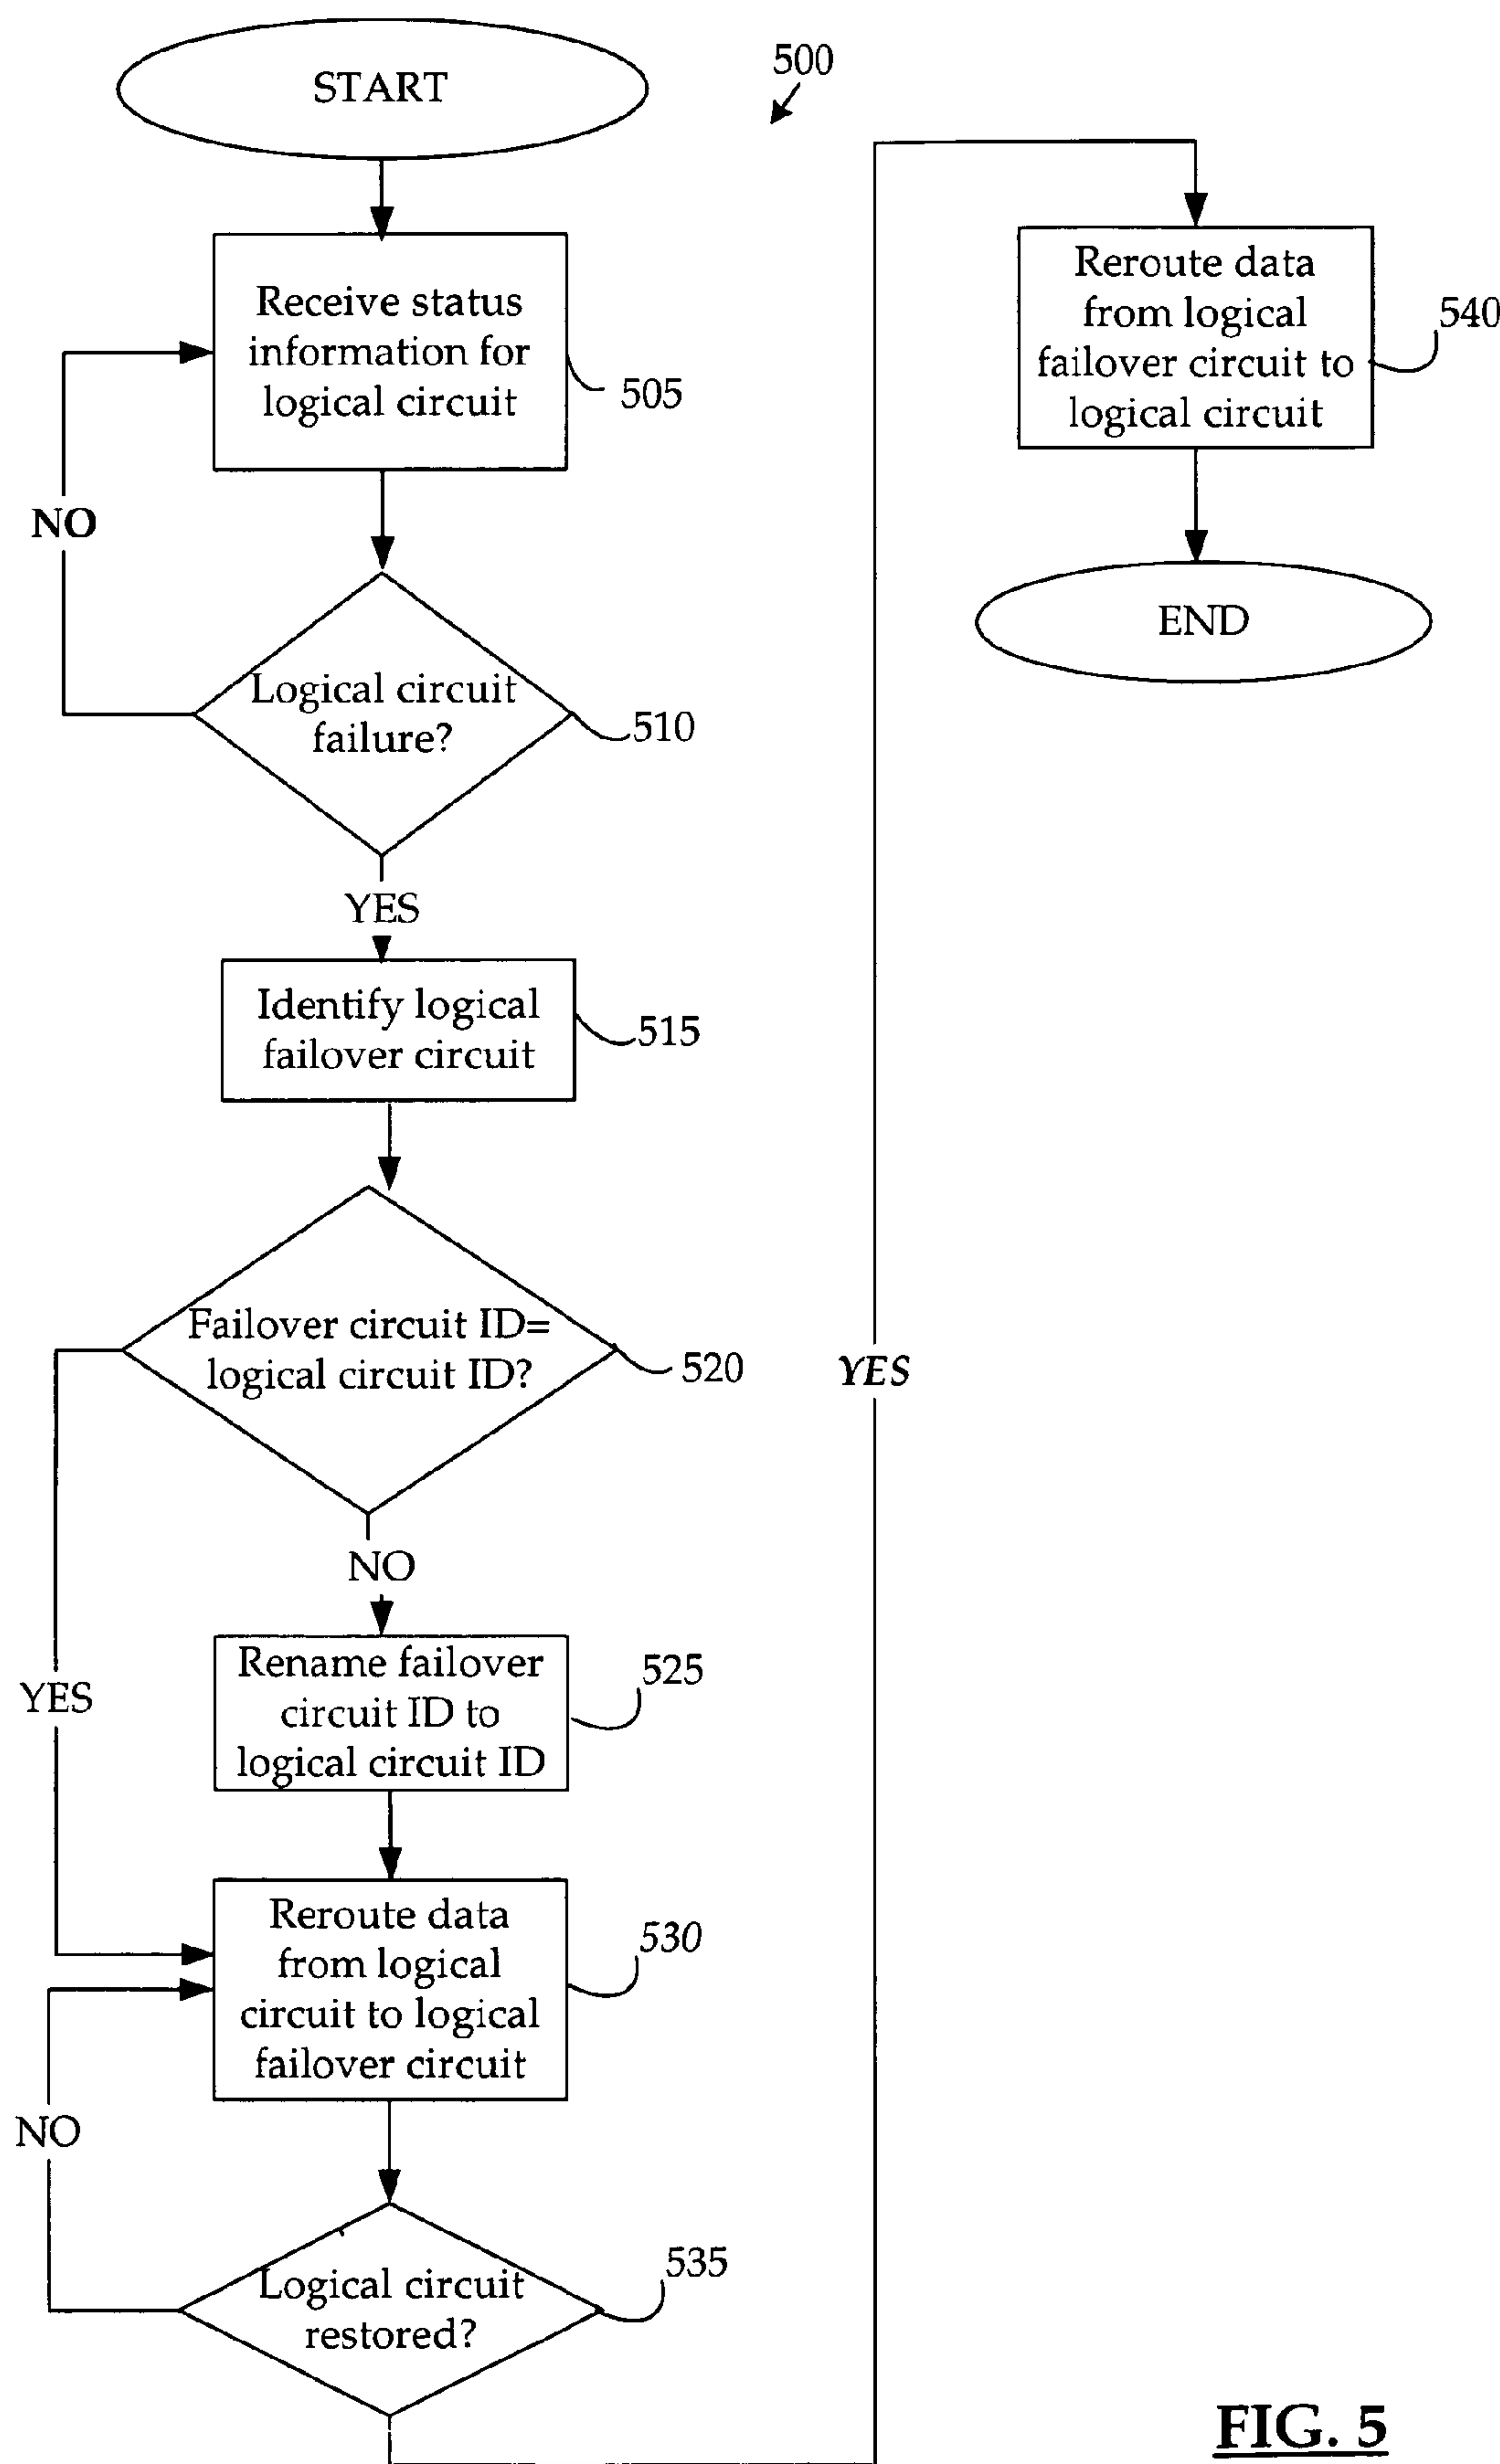 START
500
Receive status
information for
logical circuit
505
NO
Logical circuit
failure?
510
YES
Identify logical
failover circuit
515
Failover circuit ID=
logical circuit ID?
520
NO
YES
Rename failover
circuit ID to
logical circuit ID
525
Reroute data
from logical
circuit to logical
failover circuit
530
NO
Logical circuit
restored?
535
YES
Reroute data
from logical
failover circuit to
logical circuit
540
END
FIG. 5